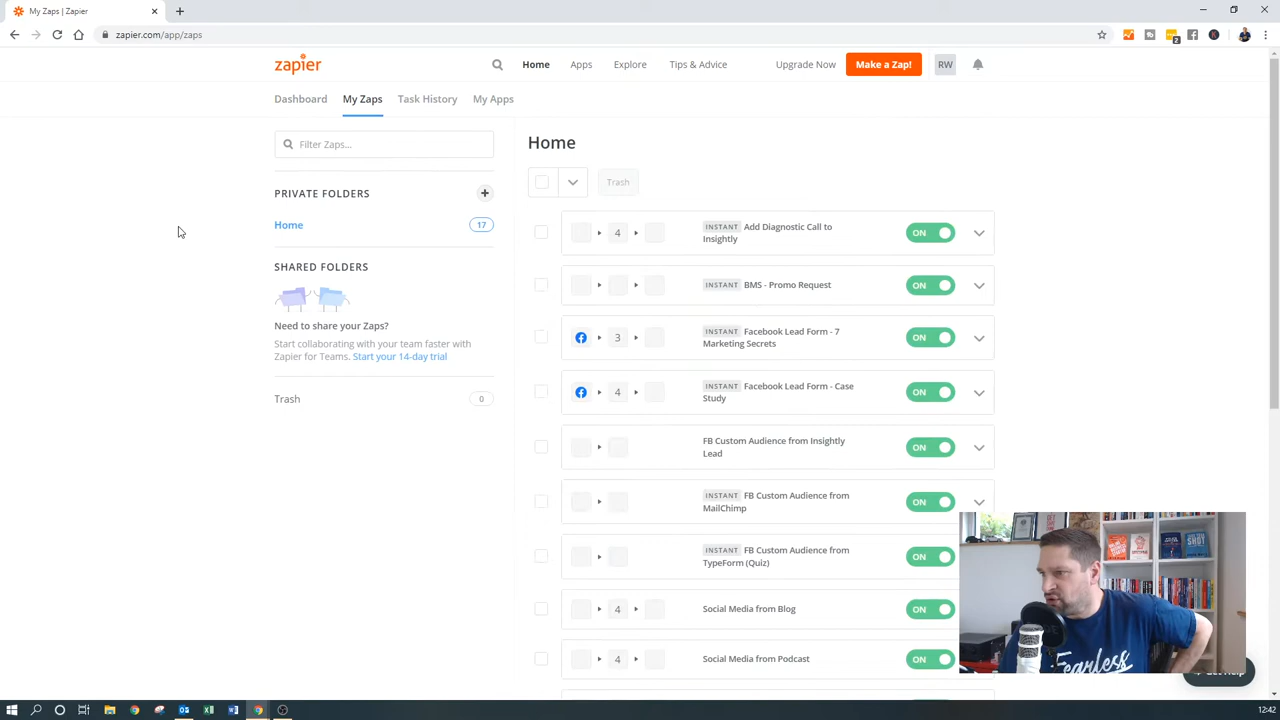 My Zaps | Zapier
zapier.com/app/zaps
zapier
Home
Apps
Explore
Tips & Advice
Upgrade Now
Make a Zap!
RW
Dashboard
My Zaps
Task History
My Apps
Filter Zaps...
PRIVATE FOLDERS
Home
17
SHARED FOLDERS
Need to share your Zaps?
Start collaborating with your team faster with
Zapier for Teams. Start your 14-day trial
Trash
0
Home
Trash
4
INSTANT Add Diagnostic Call to
Insightly
ON
INSTANT BMS - Promo Request
ON
3
INSTANT Facebook Lead Form - 7
Marketing Secrets
ON
4
INSTANT Facebook Lead Form - Case
Study
ON
FB Custom Audience from Insightly
Lead
ON
INSTANT FB Custom Audience from
MailChimp
ON
INSTANT FB Custom Audience from
TypeForm (Quiz)
ON
4
Social Media from Blog
ON
4
Social Media from Podcast
ON
Fearless
Get Help
12:42